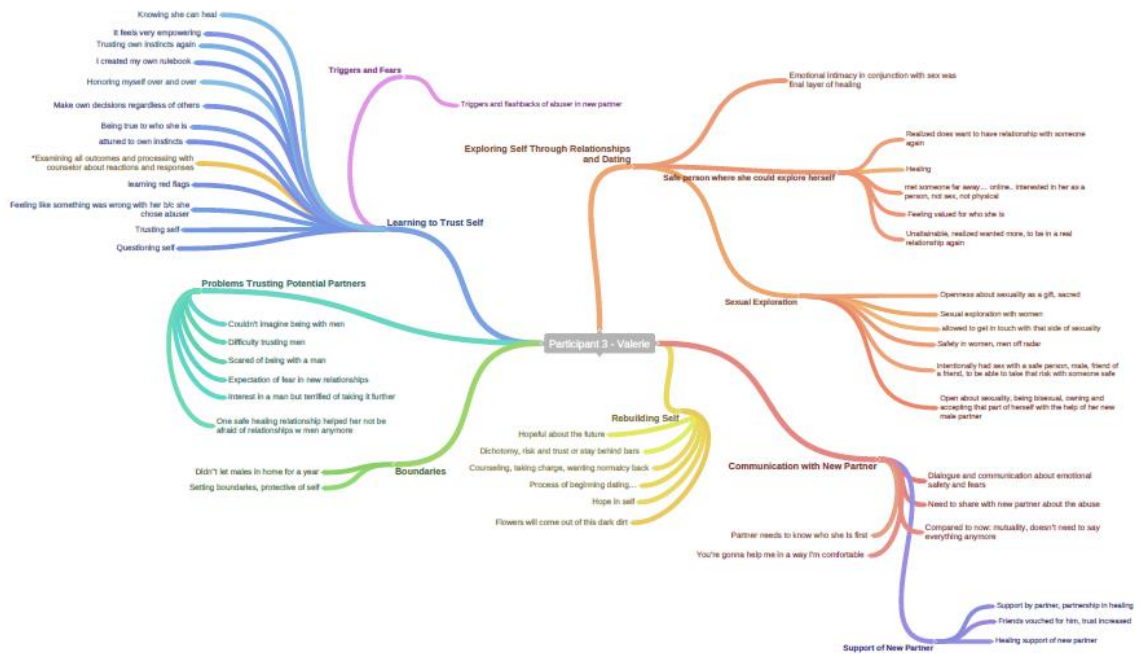 Knowing she can heal
It feels very empowering
Trusting own instincts again
I created my own rulebook
Honoring myself over and over
Make own decisions regardless of others
Being true to who she is
attuned to own instincts
*Examining all outcomes and processing with
counselor about reactions and responses
learning red flags
Feeling like something was wrong with her b/c she
chose abuser
Trusting self
Questioning self
Learning to Trust Self
Triggers and Fears
Triggers and flashbacks of abuser in new partner
Problems Trusting Potential Partners
Couldn't imagine being with men
Difficulty trusting men
Scared of being with a man
Expectation of fear in new relationships
Interest in a man but terrified of taking it further
One safe healing relationship helped her not be
afraid of relationships w men anymore
Boundaries
Didn"t let males in home for a year
Setting boundaries, protective of self
Participant 3 - Valerie
Exploring Self Through Relationships
and Dating
Emotional intimacy in conjunction with sex was
final layer of healing
Safe person where she could explore herself
Realized does want to have relationship with someone
again
Healing
met someone far away... online.. interested in her as a
person, not sex, not physical
Feeling valued for who she is
Unattainable, realized wanted more, to be in a real
relationship again
Sexual Exploration
Openness about sexuality as a gift, sacred
Sexual exploration with women
allowed to get in touch with that side of sexuality
Safety in women, men off radar
Intentionally had sex with a safe person, male, friend of
a friend, to be able to take that risk with someone safe
Open about sexuality, being bisexual, owning and
accepting that part of herself with the help of her new
male partner
Rebuilding Self
Hopeful about the future
Dichotomy, risk and trust or stay behind bars
Counseling, taking charge, wanting normalcy back
Process of beginning dating...
Hope in self
Flowers will come out of this dark dirt
Communication with New Partner
Dialogue and communication about emotional
safety and fears
Need to share with new partner about the abuse
Compared to now: mutuality, doesn't need to say
everything anymore
Partner needs to know who she is first
You're gonna help me in a way I'm comfortable
Support of New Partner
Support by partner, partnership in healing
Friends vouched for him, trust increased
Healing support of new partner